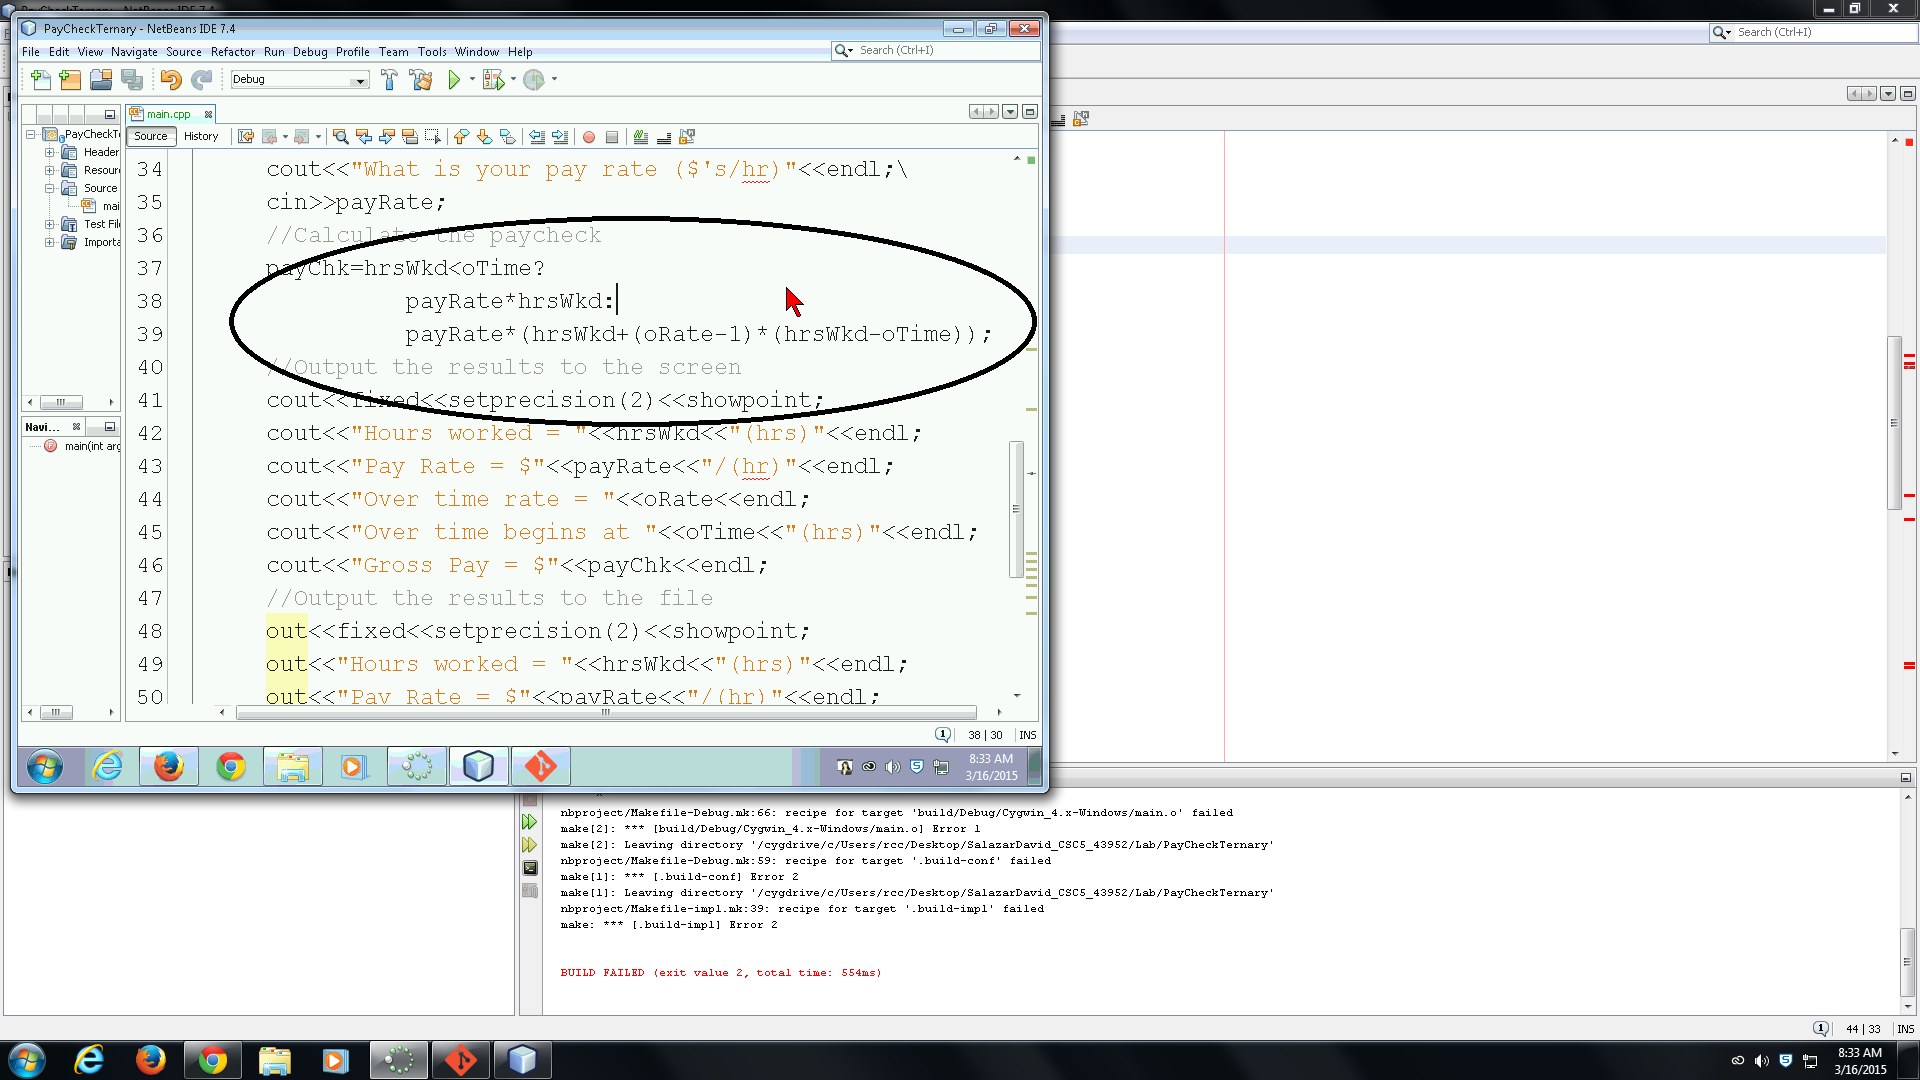 PayCheckTernary - NetBeans IDE 7.4
File Edit View Navigate Source Refactor Run Debug Profile Team Tools Window Help
Search (Ctrl+I)
Search (Ctrl+I)
Debug
main.cpp
Source History
PayCheckTe
Header
Resourc
Source
mai
Test File
Importa
34 cout<<"What is your pay rate ($'s/hr)"<<endl;\
35 cin>>payRate;
36 //Calculate the paycheck
37 payChk=hrsWkd<oTime?
38 payRate*hrsWkd:
39 payRate*(hrsWkd+(oRate-1)*(hrsWkd-oTime));
40 //Output the results to the screen
41 cout<<fixed<<setprecision(2)<<showpoint;
42 cout<<"Hours worked = "<<hrsWkd<<"(hrs)"<<endl;
43 cout<<"Pay Rate = $"<<payRate<<"/(hr)"<<endl;
44 cout<<"Over time rate = "<<oRate<<endl;
45 cout<<"Over time begins at "<<oTime<<"(hrs)"<<endl;
46 cout<<"Gross Pay = $"<<payChk<<endl;
47 //Output the results to the file
48 out<<fixed<<setprecision(2)<<showpoint;
49 out<<"Hours worked = "<<hrsWkd<<"(hrs)"<<endl;
50 out<<"Pay Rate = $"<<payRate<<"/(hr)"<<endl;
Navi...
main(int arg
38 | 30 INS
8:33 AM
3/16/2015
nbproject/Makefile-Debug.mk:66: recipe for target 'build/Debug/Cygwin_4.x-Windows/main.o' failed
make[2]: *** [build/Debug/Cygwin_4.x-Windows/main.o] Error 1
make[2]: Leaving directory '/cygdrive/c/Users/rcc/Desktop/SalazarDavid_CSC5_43952/Lab/PayCheckTernary'
nbproject/Makefile-Debug.mk:59: recipe for target '.build-conf' failed
make[1]: *** [.build-conf] Error 2
make[1]: Leaving directory '/cygdrive/c/Users/rcc/Desktop/SalazarDavid_CSC5_43952/Lab/PayCheckTernary'
nbproject/Makefile-impl.mk:39: recipe for target '.build-impl' failed
make: *** [.build-impl] Error 2
BUILD FAILED (exit value 2, total time: 554ms)
44 | 33 INS
8:33 AM
3/16/2015